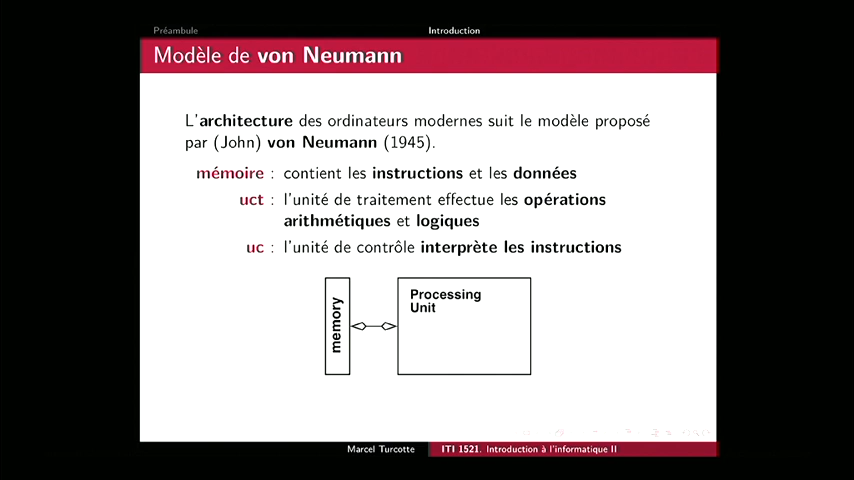 Préambule
Introduction
Modèle de von Neumann
L'architecture des ordinateurs modernes suit le modèle proposé
par (John) von Neumann (1945).
mémoire : contient les instructions et les données
uct : l'unité de traitement effectue les opérations
arithmétiques et logiques
uc : l'unité de contrôle interprète les instructions
memory
Processing
Unit
Marcel Turcotte
ITI 1521. Introduction à l'informatique II